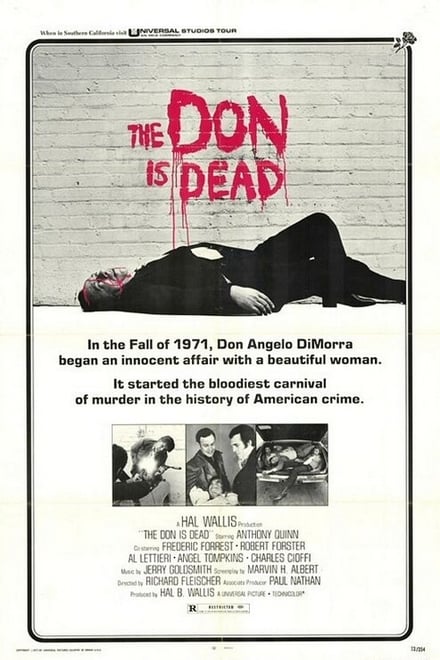 When in Southern California visit UNIVERSAL STUDIOS TOUR
THE DON
IS DEAD
In the Fall of 1971, Don Angelo DiMorra
began an innocent affair with a beautiful woman.
It started the bloodiest carnival
of murder in the history of American crime.
A HAL WALLIS Production
"THE DON IS DEAD" Starring ANTHONY QUINN
Co-starring FREDERIC FORREST • ROBERT FORSTER
AL LETTIERI • ANGEL TOMPKINS • CHARLES CIOFFI
Music by JERRY GOLDSMITH Screenplay by MARVIN H. ALBERT
Directed by RICHARD FLEISCHER Associate Producer PAUL NATHAN
Produced by HAL B. WALLIS A UNIVERSAL PICTURE • TECHNICOLOR®
R RESTRICTED